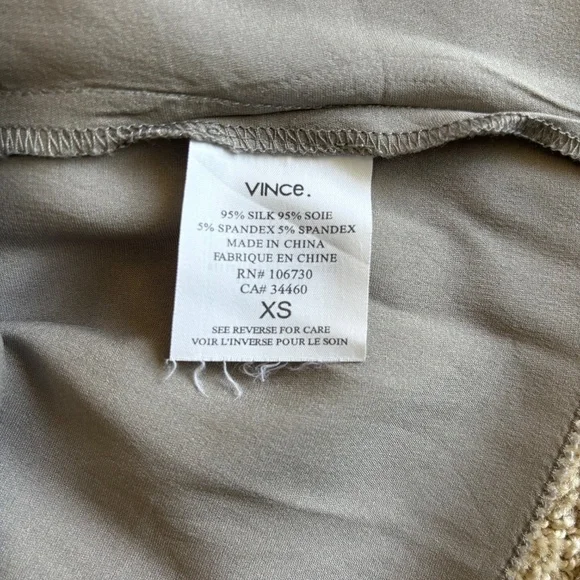 VINce.
95% SILK 95% SOIE
5% SPANDEX 5% SPANDEX
MADE IN CHINA
FABRIQUE EN CHINE
RN# 106730
CA# 34460
XS
SEE REVERSE FOR CARE
VOIR L'INVERSE POUR LE SOIN